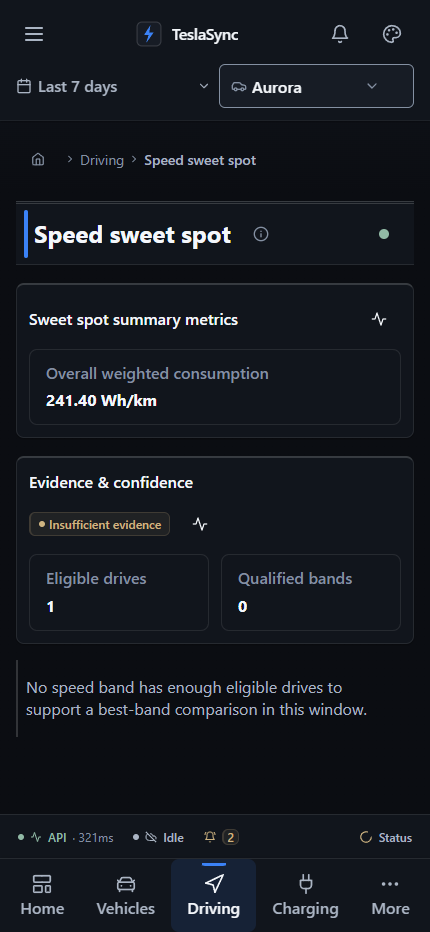 TeslaSync
Last 7 days
Aurora
Driving
Speed sweet spot
Speed sweet spot
Sweet spot summary metrics
Overall weighted consumption
241.40 Wh/km
Evidence & confidence
Insufficient evidence
Eligible drives
1
Qualified bands
0
No speed band has enough eligible drives to
support a best-band comparison in this window.
API · 321ms
Idle
2
Status
Home
Vehicles
Driving
Charging
More